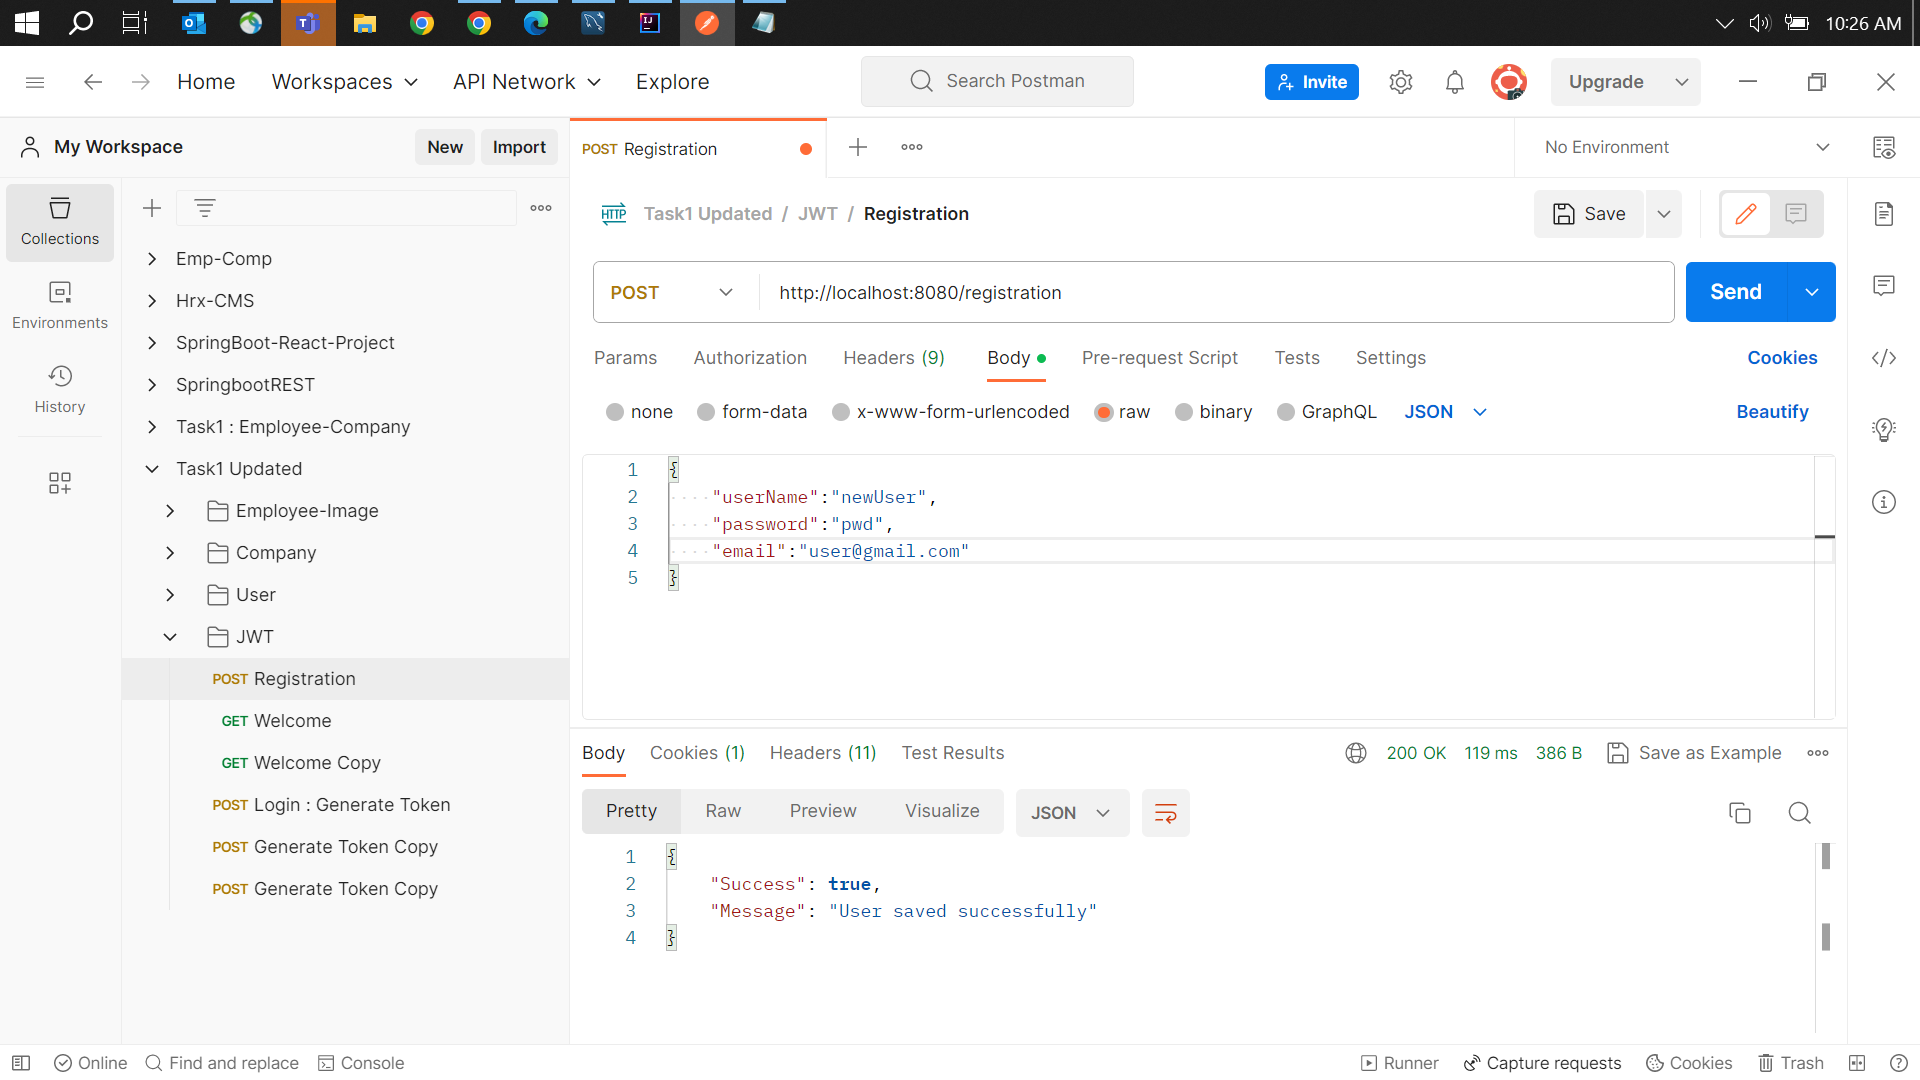 10:26 AM
Home Workspaces API Network Explore Search Postman Invite Upgrade
My Workspace New Import
POST Registration No Environment
Collections
Environments
History
Emp-Comp
Hrx-CMS
SpringBoot-React-Project
SpringbootREST
Task1 : Employee-Company
Task1 Updated
Employee-Image
Company
User
JWT
POST Registration
GET Welcome
GET Welcome Copy
POST Login : Generate Token
POST Generate Token Copy
POST Generate Token Copy
HTTP Task1 Updated / JWT / Registration Save
POST http://localhost:8080/registration Send
Params Authorization Headers (9) Body Pre-request Script Tests Settings Cookies
none form-data x-www-form-urlencoded raw binary GraphQL JSON Beautify
1 {
2 "userName":"newUser",
3 "password":"pwd",
4 "email":"user@gmail.com"
5 }
Body Cookies (1) Headers (11) Test Results 200 OK 119 ms 386 B Save as Example
Pretty Raw Preview Visualize JSON
1 {
2 "Success": true,
3 "Message": "User saved successfully"
4 }
Online Find and replace Console Runner Capture requests Cookies Trash